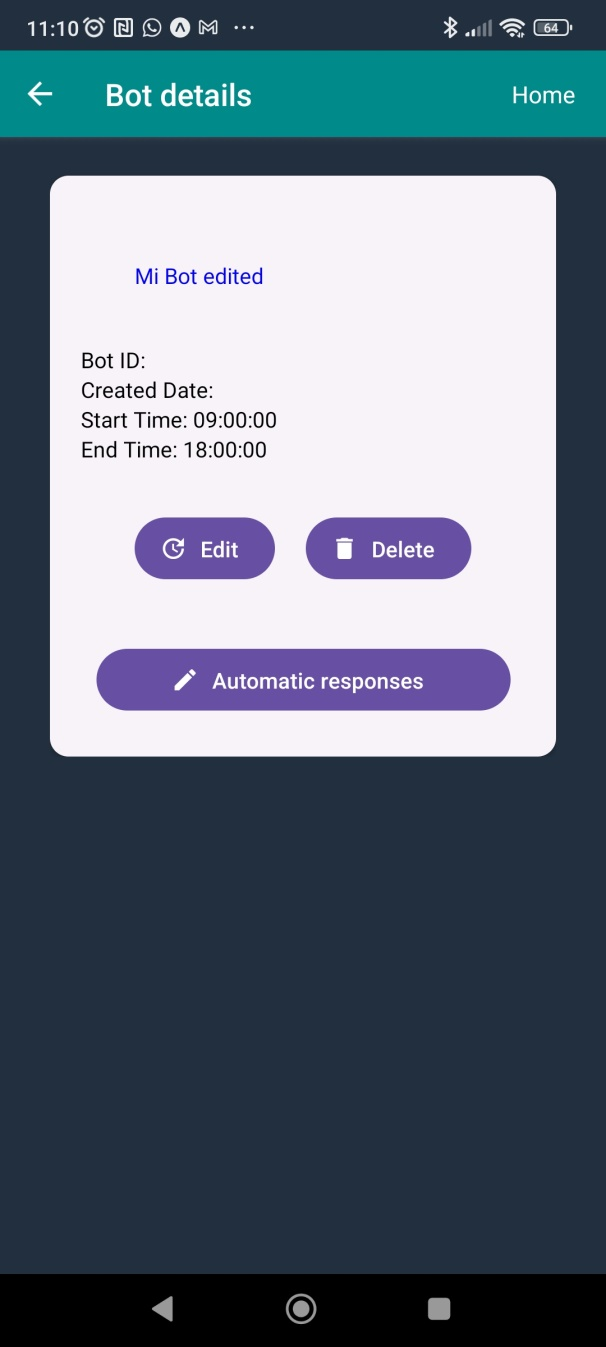 11:10
64
Bot details
Home
Mi Bot edited
Bot ID:
Created Date:
Start Time: 09:00:00
End Time: 18:00:00
Edit
Delete
Automatic responses